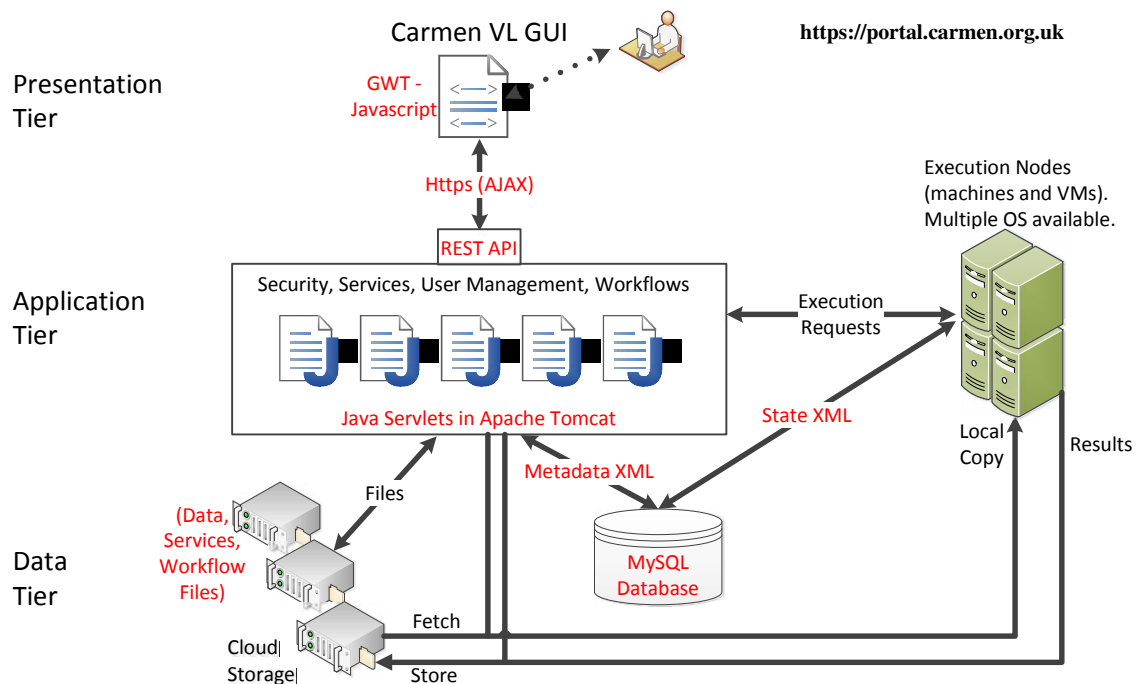 Carmen VL GUI
https://portal.carmen.org.uk
Presentation
Tier
GWT -
Javascript
Https (AJAX)
Execution Nodes
(machines and VMs).
Multiple OS available.
REST API
Security, Services, User Management, Workflows
Application
Tier
Execution
Requests
Java Servlets in Apache Tomcat
State XML
Local
Copy
Results
Metadata XML
Files
(Data,
Services,
Workflow
Files)
Data
Tier
MySQL
Database
Fetch
Cloud
Storage
Store